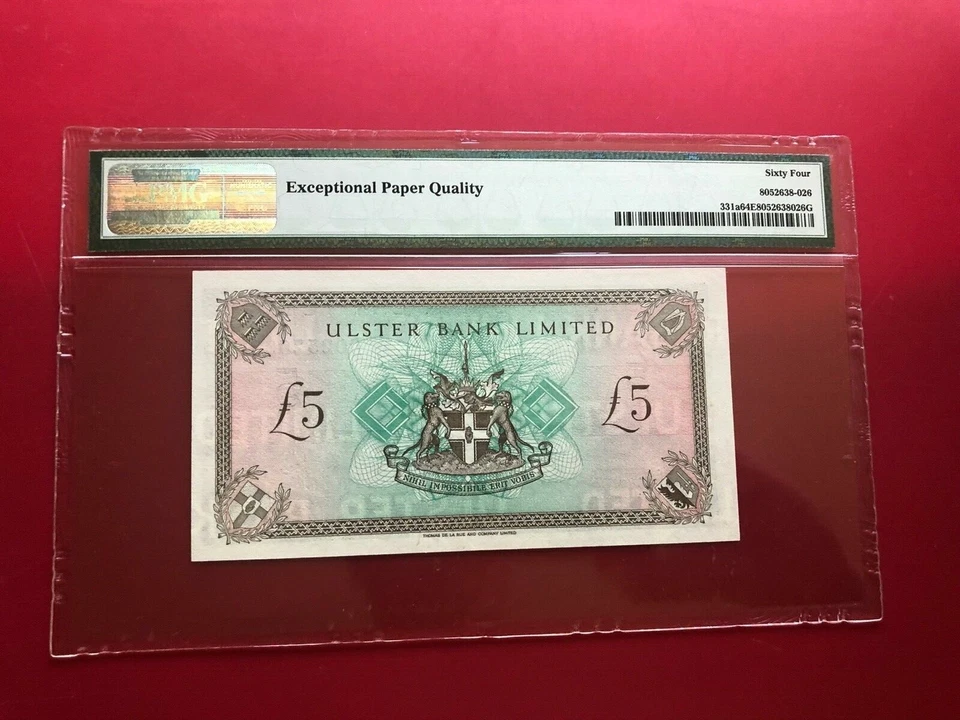 PMG
Exceptional Paper Quality
Sixty Four
8052638-026
331a64E8052638026G
ULSTER BANK LIMITED
£5
£5
NIHIL IMPOSSIBILE ERIT VOBIS
THOMAS DE LA RUE AND COMPANY LIMITED